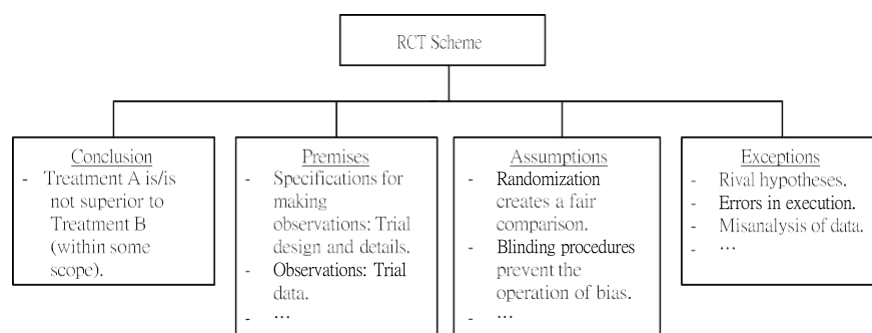 RCT Scheme
Conclusion
- Treatment A is/is
not superior to
Treatment B
(within some
scope).
Premises
- Specifications for
making
observations: Trial
design and details.
- Observations: Trial
data.
- …
Assumptions
- Randomization
creates a fair
comparison.
- Blinding procedures
prevent the
operation of bias.
- …
Exceptions
- Rival hypotheses.
- Errors in execution.
- Misanalysis of data.
- …